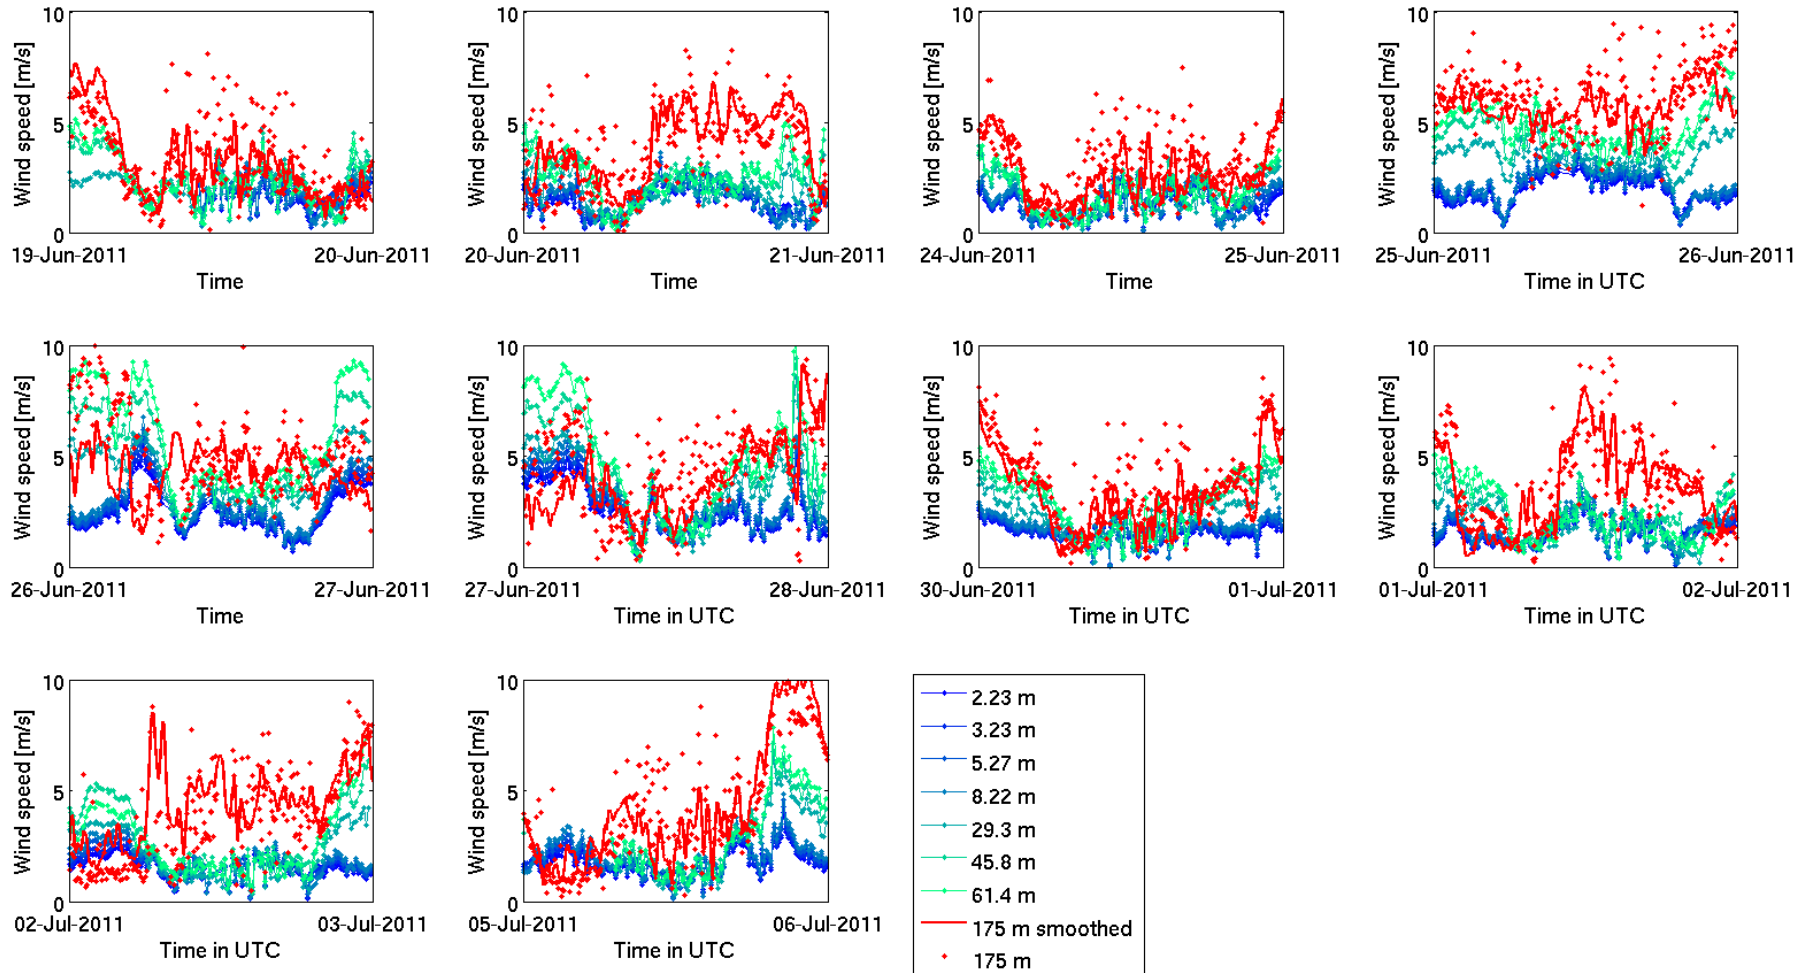 10
5
0
Wind speed [m/s]
19-Jun-2011
20-Jun-2011
Time
10
5
0
Wind speed [m/s]
20-Jun-2011
21-Jun-2011
Time
10
5
0
Wind speed [m/s]
24-Jun-2011
25-Jun-2011
Time
10
5
0
Wind speed [m/s]
25-Jun-2011
26-Jun-2011
Time in UTC
10
5
0
Wind speed [m/s]
26-Jun-2011
27-Jun-2011
Time
10
5
0
Wind speed [m/s]
27-Jun-2011
28-Jun-2011
Time in UTC
10
5
0
Wind speed [m/s]
30-Jun-2011
01-Jul-2011
Time in UTC
10
5
0
Wind speed [m/s]
01-Jul-2011
02-Jul-2011
Time in UTC
10
5
0
Wind speed [m/s]
02-Jul-2011
03-Jul-2011
Time in UTC
10
5
0
Wind speed [m/s]
05-Jul-2011
06-Jul-2011
Time in UTC
2.23 m
3.23 m
5.27 m
8.22 m
29.3 m
45.8 m
61.4 m
175 m smoothed
175 m